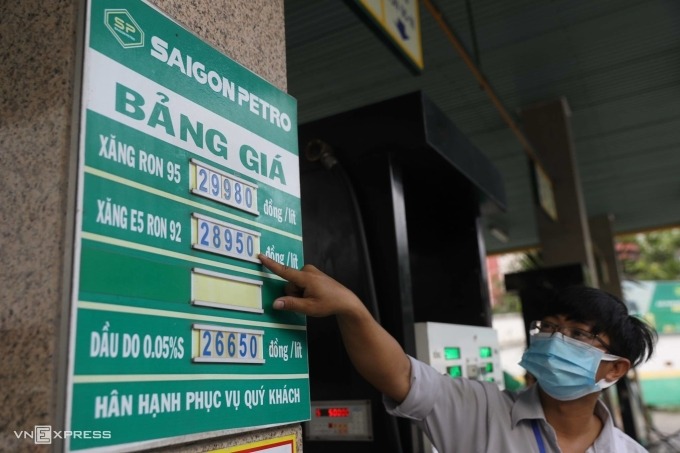 SP
SAIGON PETRO
BẢNG GIÁ
XĂNG RON 95 29980 đồng/lít
XĂNG E5 RON 92 28950 đồng/lít
DẦU DO 0.05%S 26650 đồng/lít
HÂN HẠNH PHỤC VỤ QUÝ KHÁCH
VNEXPRESS